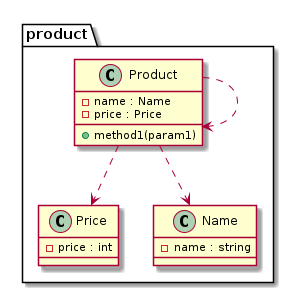 product
C Product
name : Name
price : Price
method1(param1)
C Price
price : int
C Name
name : string